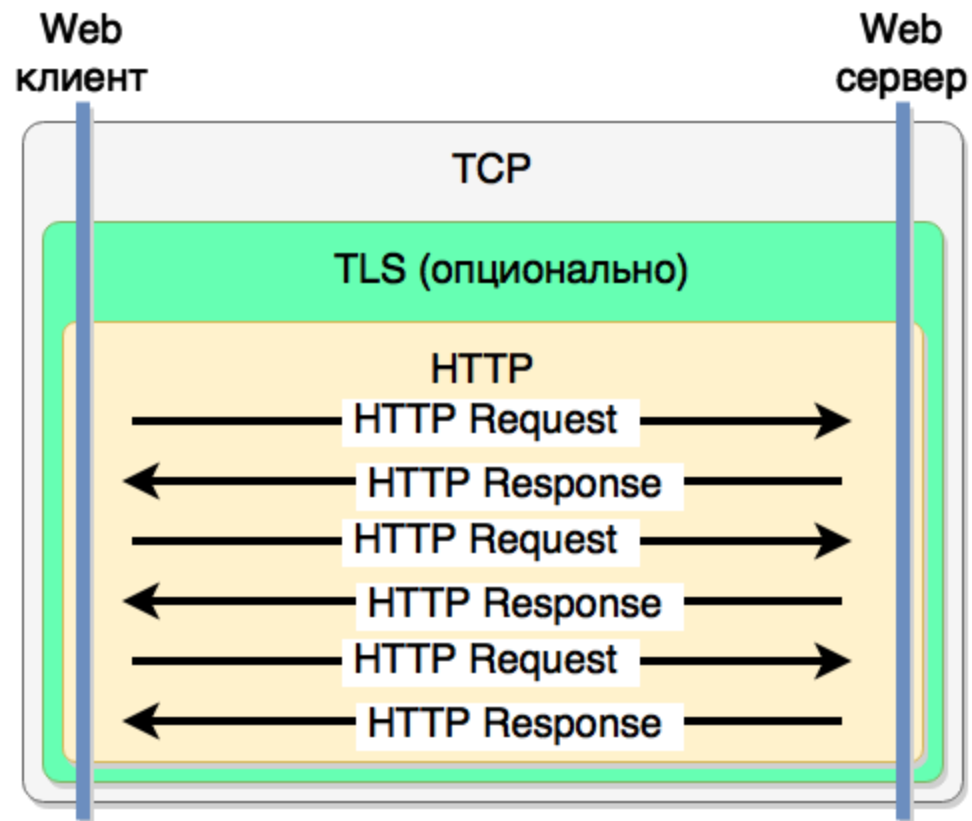 Web
клиент
Web
сервер
TCP
TLS (опционально)
HTTP
HTTP Request
HTTP Response
HTTP Request
HTTP Response
HTTP Request
HTTP Response